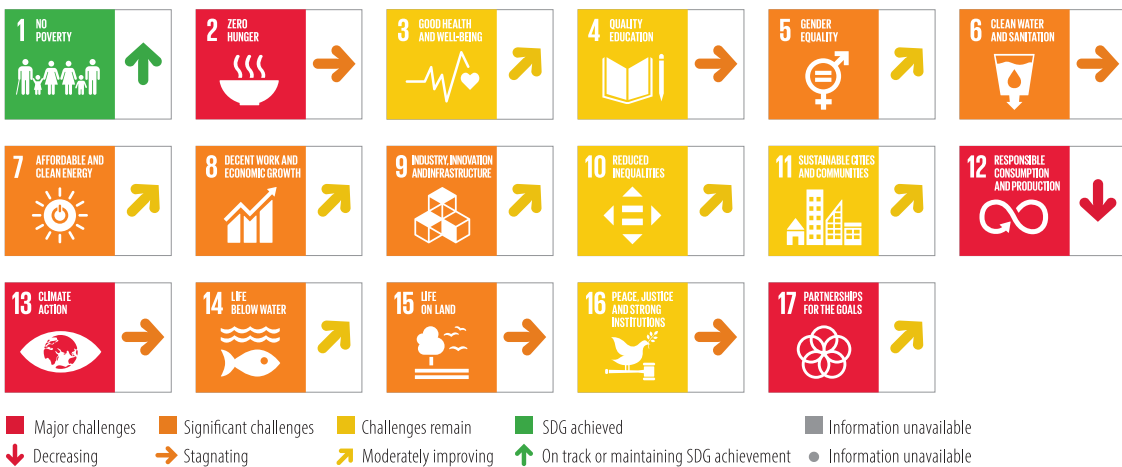 1 NO
POVERTY
2 ZERO
HUNGER
3 GOOD HEALTH
AND WELL-BEING
4 QUALITY
EDUCATION
5 GENDER
EQUALITY
6 CLEAN WATER
AND SANITATION
7 AFFORDABLE AND
CLEAN ENERGY
8 DECENT WORK AND
ECONOMIC GROWTH
9 INDUSTRY, INNOVATION
AND INFRASTRUCTURE
10 REDUCED
INEQUALITIES
11 SUSTAINABLE CITIES
AND COMMUNITIES
12 RESPONSIBLE
CONSUMPTION
AND PRODUCTION
13 CLIMATE
ACTION
14 LIFE
BELOW WATER
15 LIFE
ON LAND
16 PEACE, JUSTICE
AND STRONG
INSTITUTIONS
17 PARTNERSHIPS
FOR THE GOALS
Major challenges Significant challenges Challenges remain SDG achieved Information unavailable
Decreasing Stagnating Moderately improving On track or maintaining SDG achievement Information unavailable